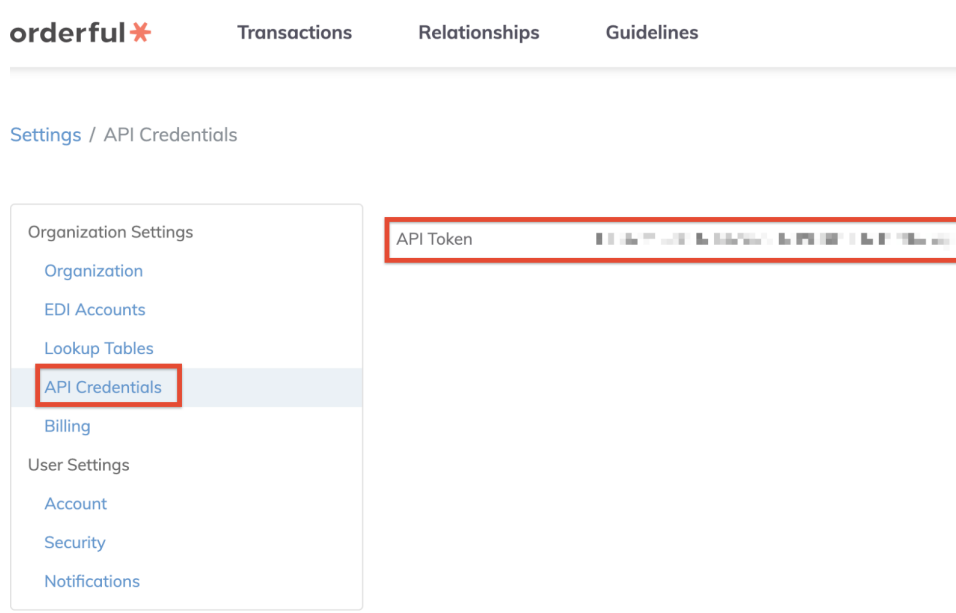 orderful
Transactions
Relationships
Guidelines
Settings / API Credentials
Organization Settings
Organization
EDI Accounts
Lookup Tables
API Credentials
Billing
User Settings
Account
Security
Notifications
API Token